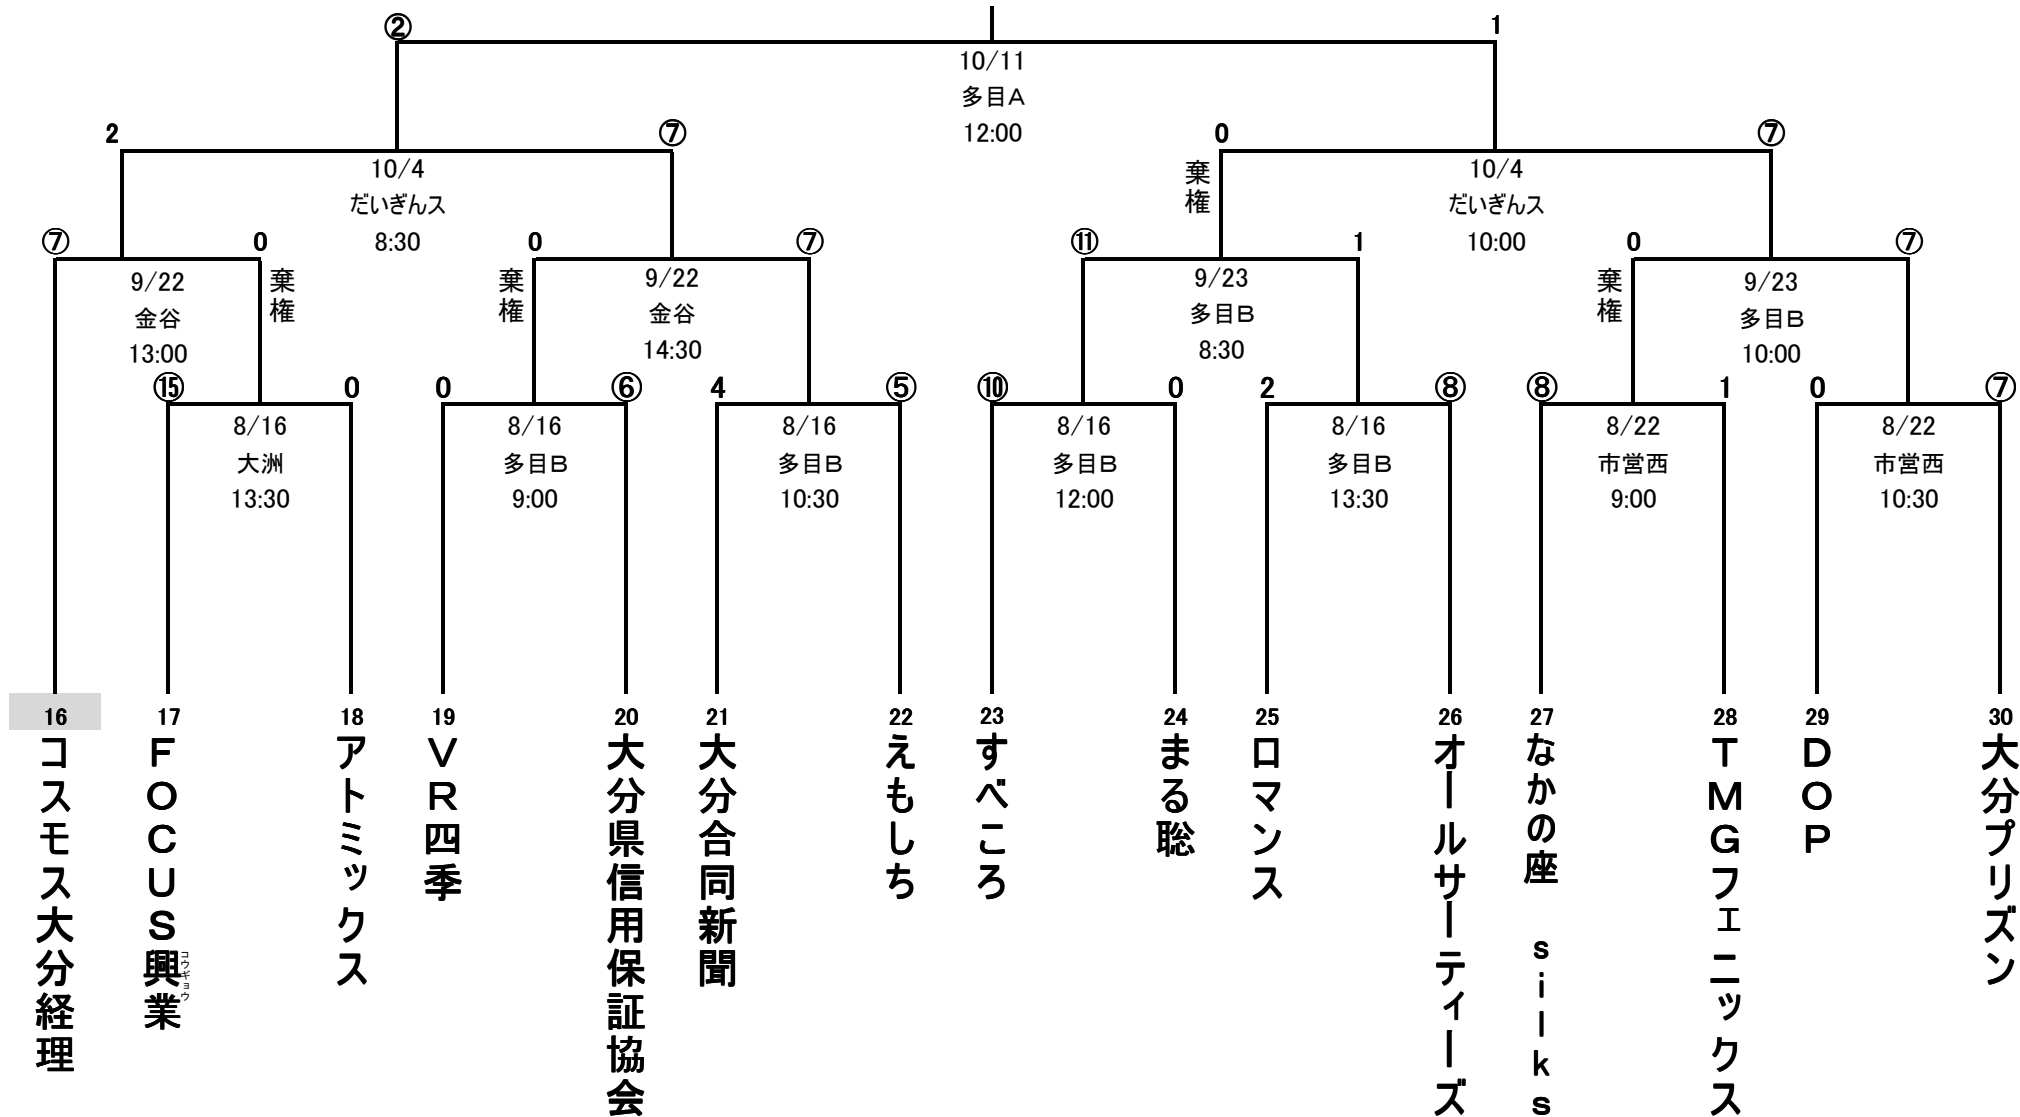 ② 1
10/11
多目A
12:00
2 ⑦ 0 ⑦
10/4
だいぎんス
8:30
棄権
10/4
だいぎんス
10:00
⑦ 0 0 ⑦ ⑪ 1 0 ⑦
9/22
金谷
13:00
棄権
棄権
9/22
金谷
14:30
9/23
多目B
8:30
棄権
9/23
多目B
10:00
⑮ 0 0 ⑥ 4 ⑤ ⑩ 0 2 ⑧ ⑧ 1 0 ⑦
8/16
大洲
13:30
8/16
多目B
9:00
8/16
多目B
10:30
8/16
多目B
12:00
8/16
多目B
13:30
8/22
市営西
9:00
8/22
市営西
10:30
16
コスモス大分経理
17
FOCUS興業
コウギョウ
18
アトミックス
19
VR四季
20
大分県信用保証協会
21
大分合同新聞
22
えもしち
23
すべころ
24
まる聡
25
ロマンス
26
オールサーティーズ
27
なかの座 silks
28
TMGフェニックス
29
DOP
30
大分プリズン